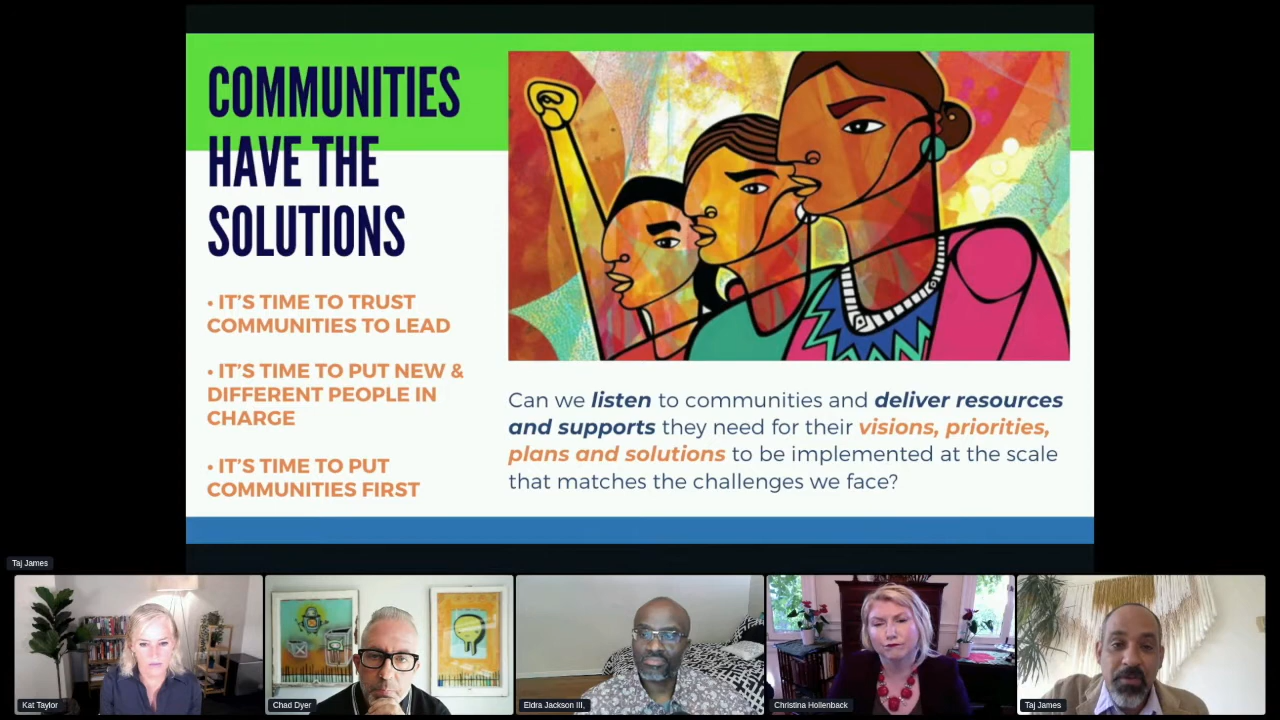 COMMUNITIES
HAVE THE
SOLUTIONS
• IT'S TIME TO TRUST
COMMUNITIES TO LEAD
• IT'S TIME TO PUT NEW &
DIFFERENT PEOPLE IN
CHARGE
• IT'S TIME TO PUT
COMMUNITIES FIRST
Can we listen to communities and deliver resources
and supports they need for their visions, priorities,
plans and solutions to be implemented at the scale
that matches the challenges we face?
Taj James
Kat Taylor
Chad Dyer
Eldra Jackson III,
Christina Hollenback
Taj James